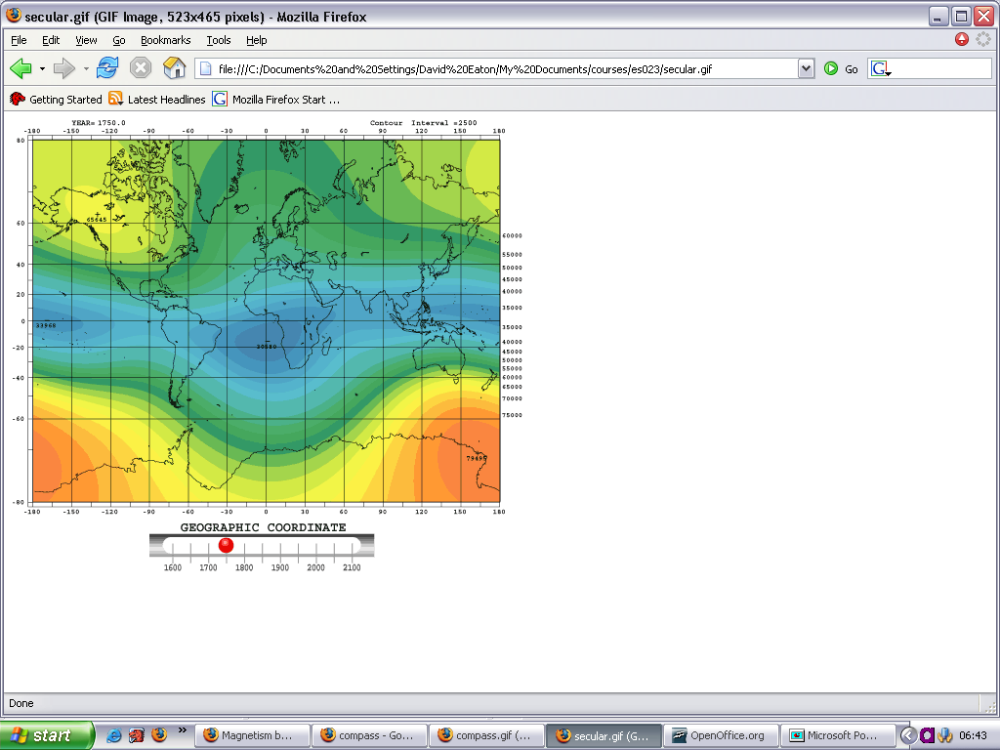 secular.gif (GIF Image, 523x465 pixels) - Mozilla Firefox
File Edit View Go Bookmarks Tools Help
file:///C:/Documents%20and%20Settings/David%20Eaton/My%20Documents/courses/es023/secular.gif Go G
Getting Started Latest Headlines Mozilla Firefox Start ...
YEAR= 1750.0 Contour Interval =2500
-180 -150 -120 -90 -60 -30 0 30 60 90 120 150 180
80
65645
60
60000
55000
40
50000
45000
20
40000
35000
0
33968
35000
30580
-20
40000
45000
50000
55000
-40
60000
65000
70000
-60
75000
79495
-80
-180 -150 -120 -90 -60 -30 0 30 60 90 120 150 180
GEOGRAPHIC COORDINATE
1600 1700 1800 1900 2000 2100
Done
start » Magnetism b... compass - Go... compass.gif (... secular.gif (G... OpenOffice.org Microsoft Po... 06:43